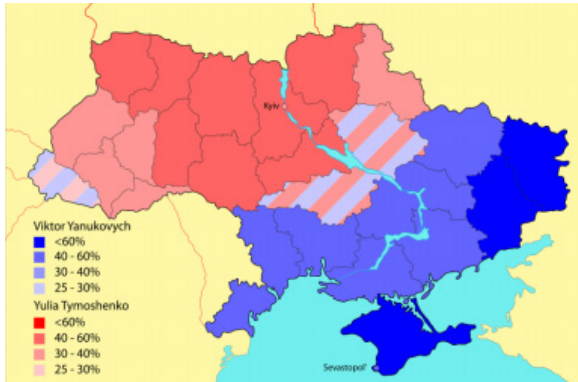 Kyiv
Viktor Yanukovych
<60%
40 - 60%
30 - 40%
25 - 30%
Yulia Tymoshenko
<60%
40 - 60%
30 - 40%
25 - 30%
Sevastopol'